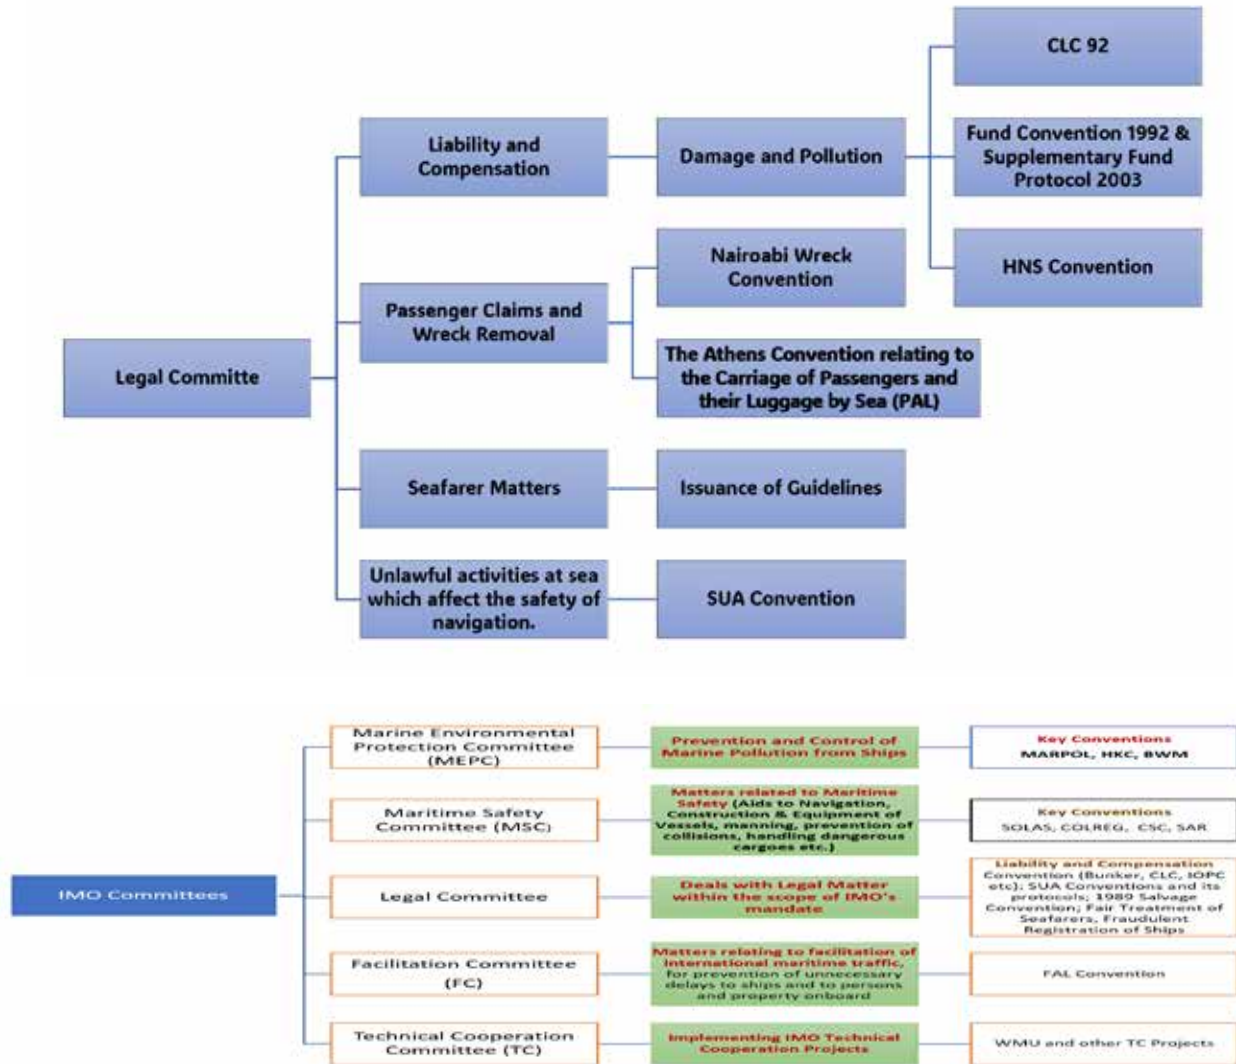 CLC 92
Liability and
Compensation
Damage and Pollution
Fund Convention 1992 &
Supplementary Fund
Protocol 2003
Nairoabi Wreck
Convention
HNS Convention
Passenger Claims and
Wreck Removal
Legal Committe
The Athens Convention relating to
the Carriage of Passengers and
their Luggage by Sea (PAL)
Seafarer Matters
Issuance of Guidelines
Unlawful activities at sea
which affect the safety of
navigation.
SUA Convention
IMO Committees
Marine Environmental
Protection Committee
(MEPC)
Prevention and Control of
Marine Pollution from Ships
Key Conventions
MARPOL, HKC, BWM
Maritime Safety
Committee (MSC)
Matters related to Maritime
Safety (Aids to Navigation,
Construction & Equipment of
Vessels, manning, prevention of
collisions, handling dangerous
cargoes etc.)
Key Conventions
SOLAS, COLREG, CSC, SAR
Legal Committee
Deals with Legal Matter
within the scope of IMO's
mandate
Liability and Compensation
Convention (Bunker, CLC, IOPC
etc); SUA Conventions and its
protocols; 1989 Salvage
Convention; Fair Treatment of
Seafarers, Fraudulent
Registration of Ships
Facilitation Committee
(FC)
Matters relating to facilitation of
international maritime traffic,
for prevention of unnecessary
delays to ships and to persons
and property onboard
FAL Convention
Technical Cooperation
Committee (TC)
Implementing IMO Technical
Cooperation Projects
WMU and other TC Projects